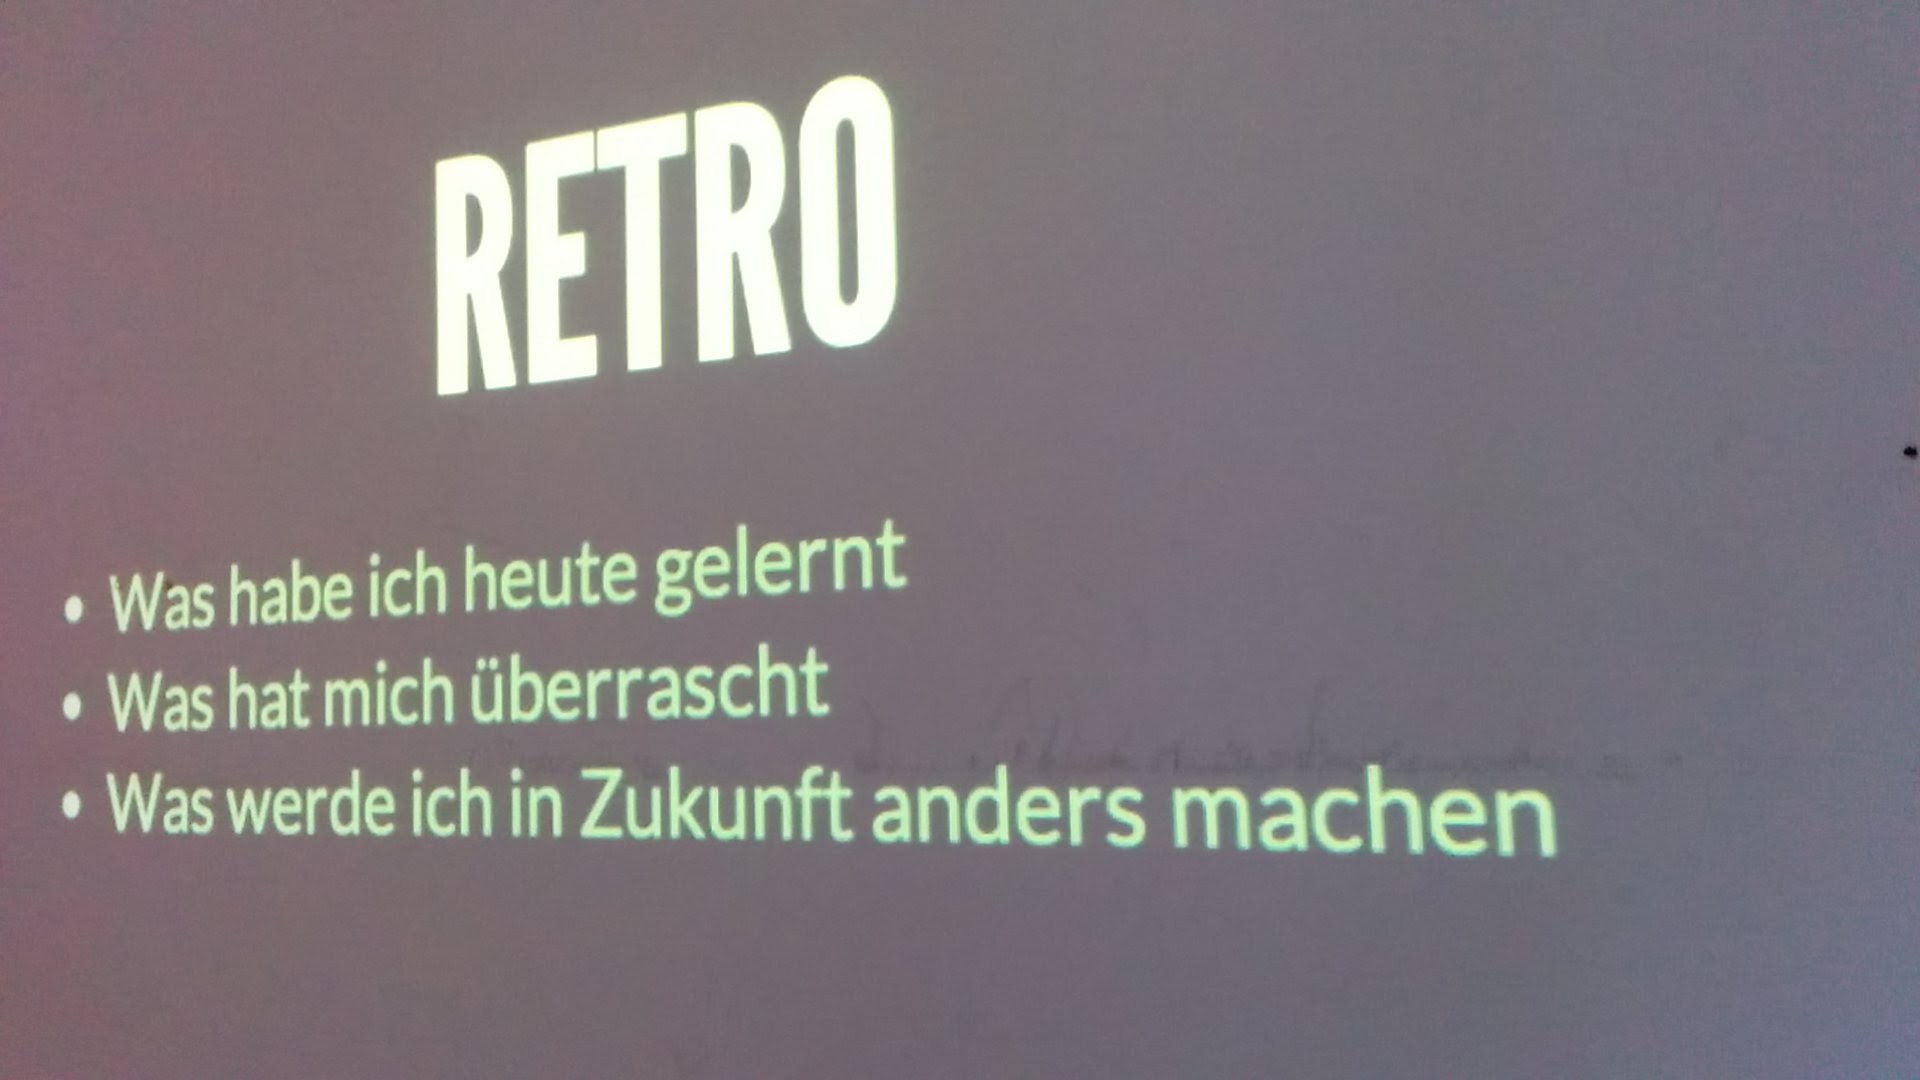 RETRO
• Was habe ich heute gelernt
• Was hat mich überrascht
• Was werde ich in Zukunft anders machen